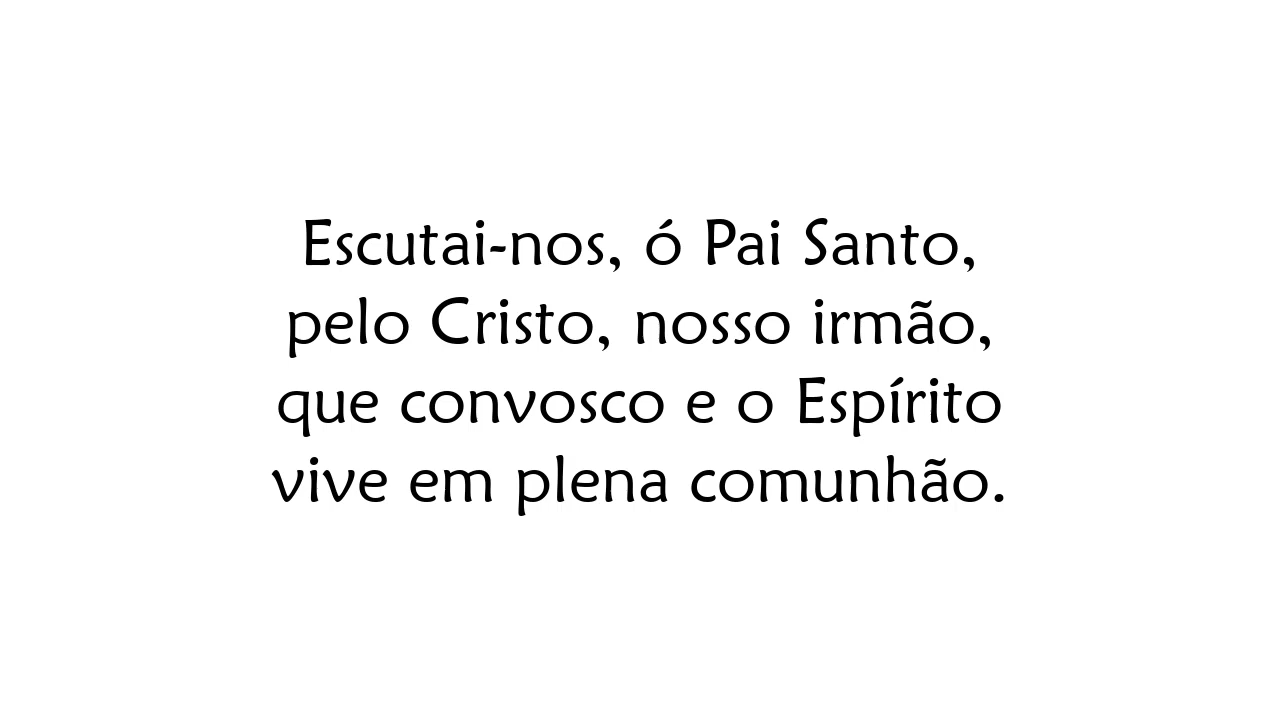 Escutai-nos, ó Pai Santo,
pelo Cristo, nosso irmão,
que convosco e o Espírito
vive em plena comunhão.